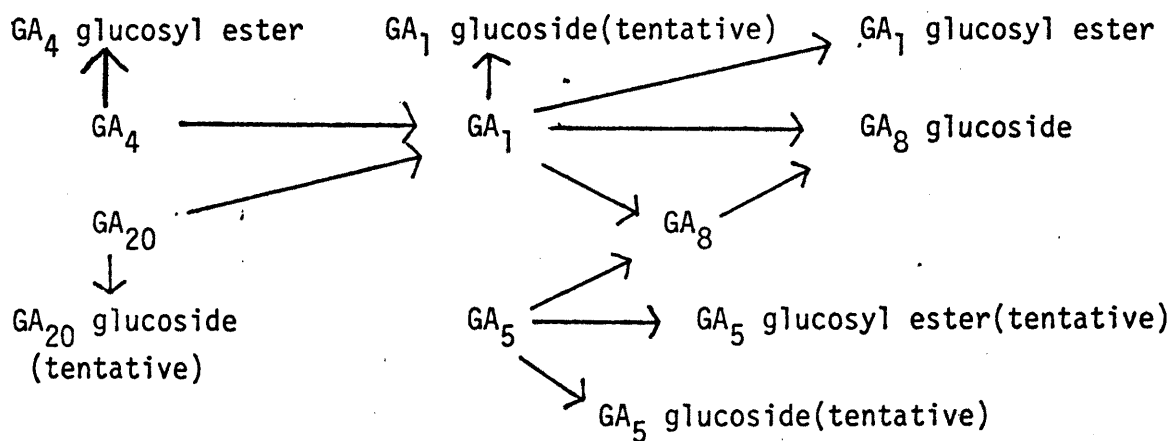 GA4 glucosyl ester GA1 glucoside(tentative) GA1 glucosyl ester
GA4 GA1 GA8 glucoside
GA20 GA8
GA20 glucoside GA5 GA5 glucosyl ester(tentative)
(tentative)
GA5 glucoside(tentative)